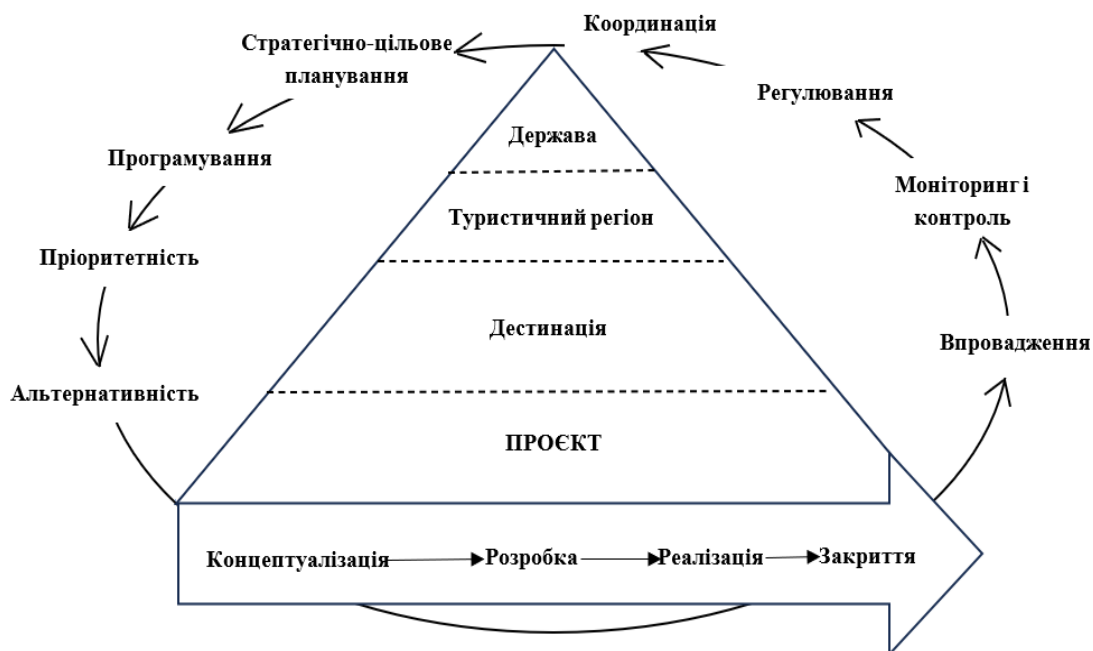 Координація
Стратегічно-цільове
планування
Регулювання
Держава
Програмування
Моніторинг і
контроль
Туристичний регіон
Пріоритетність
Дестинація
Впровадження
Альтернативність
ПРОЄКТ
Концептуалізація
Розробка
Реалізація
Закриття